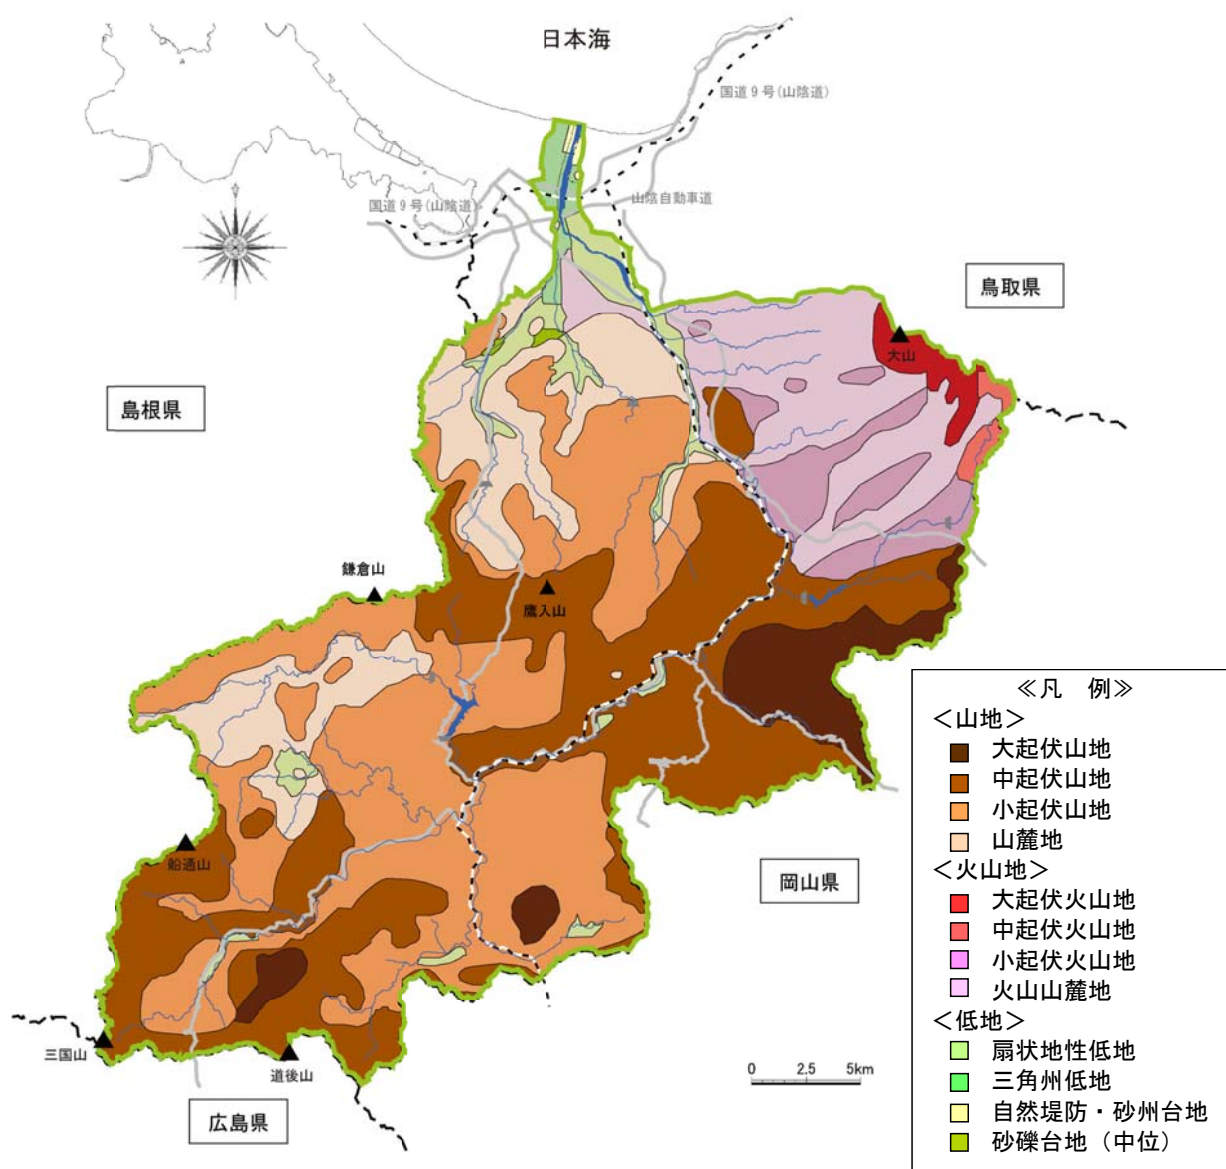 日本海
国道9号(山陰道)
国道9号(山陰道)
山陰自動車道
鳥取県
大山
島根県
鎌倉山
鷹入山
船通山
岡山県
三国山
道後山
広島県
0 2.5 5km
≪凡 例≫
＜山地＞
大起伏山地
中起伏山地
小起伏山地
山麓地
＜火山地＞
大起伏火山地
中起伏火山地
小起伏火山地
火山山麓地
＜低地＞
扇状地性低地
三角州低地
自然堤防・砂州台地
砂礫台地（中位）